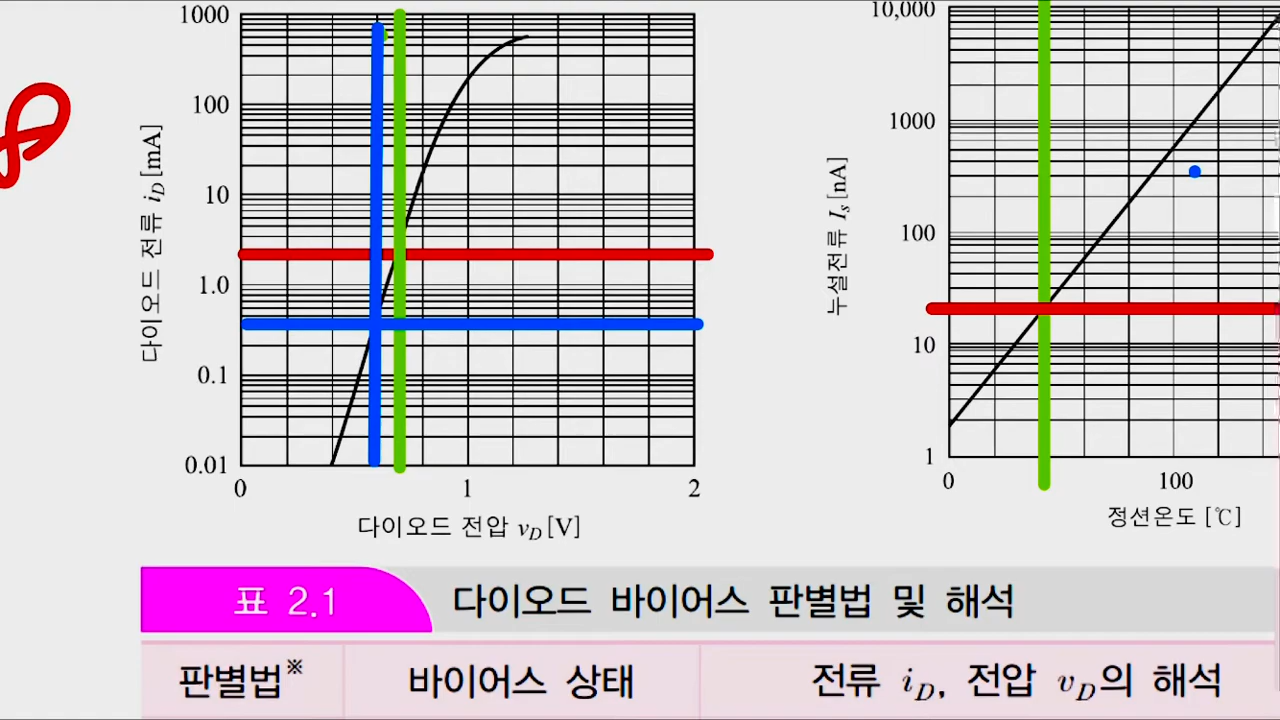 1000
100
10
1.0
0.1
0.01
0 1 2
다이오드 전류 iD [mA]
다이오드 전압 vD [V]
10,000
1000
100
10
1
0 100
누설전류 Is [nA]
정션온도 [℃]
표 2.1 다이오드 바이어스 판별법 및 해석
판별법※ 바이어스 상태 전류 iD, 전압 vD의 해석